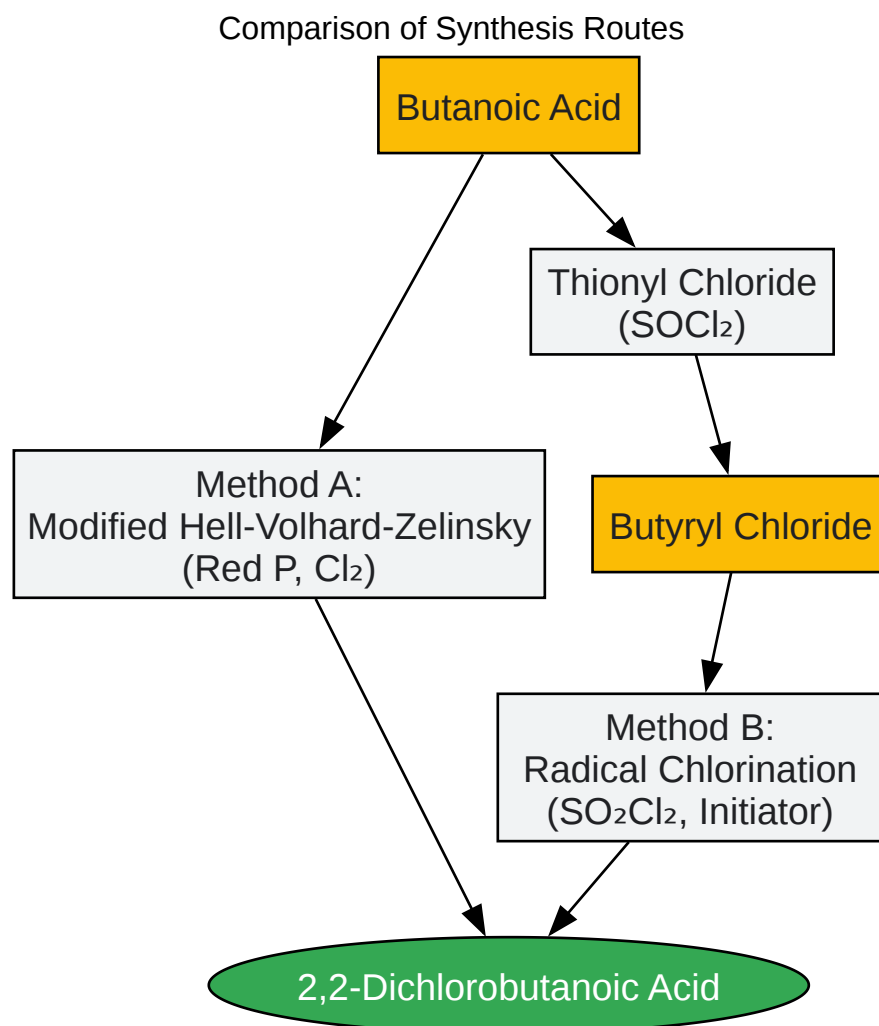 Comparison of Synthesis Routes
Butanoic Acid
Thionyl Chloride
(SOCl₂)
Method A:
Modified Hell-Volhard-Zelinsky
(Red P, Cl₂)
Butyryl Chloride
Method B:
Radical Chlorination
(SO₂Cl₂, Initiator)
2,2-Dichlorobutanoic Acid